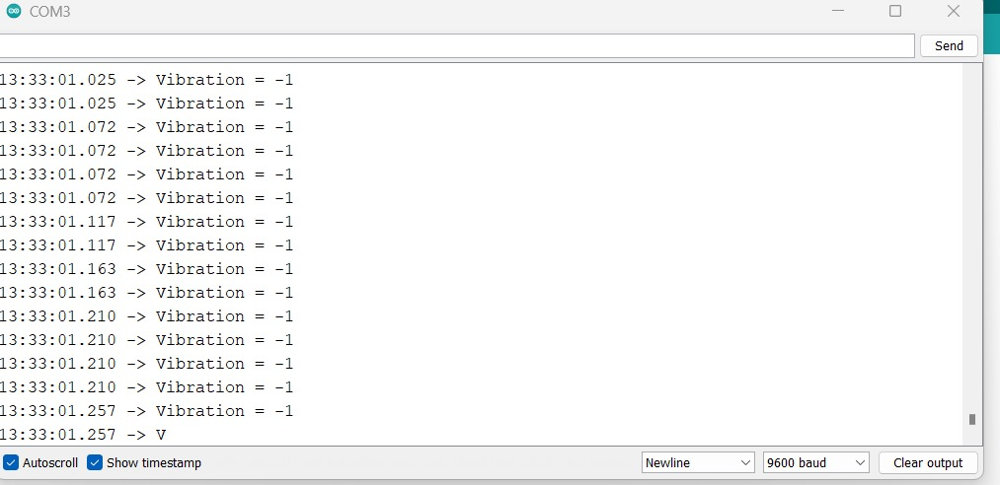 COM3
Send
13:33:01.025 -> Vibration = -1
13:33:01.025 -> Vibration = -1
13:33:01.072 -> Vibration = -1
13:33:01.072 -> Vibration = -1
13:33:01.072 -> Vibration = -1
13:33:01.072 -> Vibration = -1
13:33:01.117 -> Vibration = -1
13:33:01.117 -> Vibration = -1
13:33:01.163 -> Vibration = -1
13:33:01.163 -> Vibration = -1
13:33:01.210 -> Vibration = -1
13:33:01.210 -> Vibration = -1
13:33:01.210 -> Vibration = -1
13:33:01.210 -> Vibration = -1
13:33:01.257 -> Vibration = -1
13:33:01.257 -> V
Autoscroll Show timestamp Newline 9600 baud Clear output